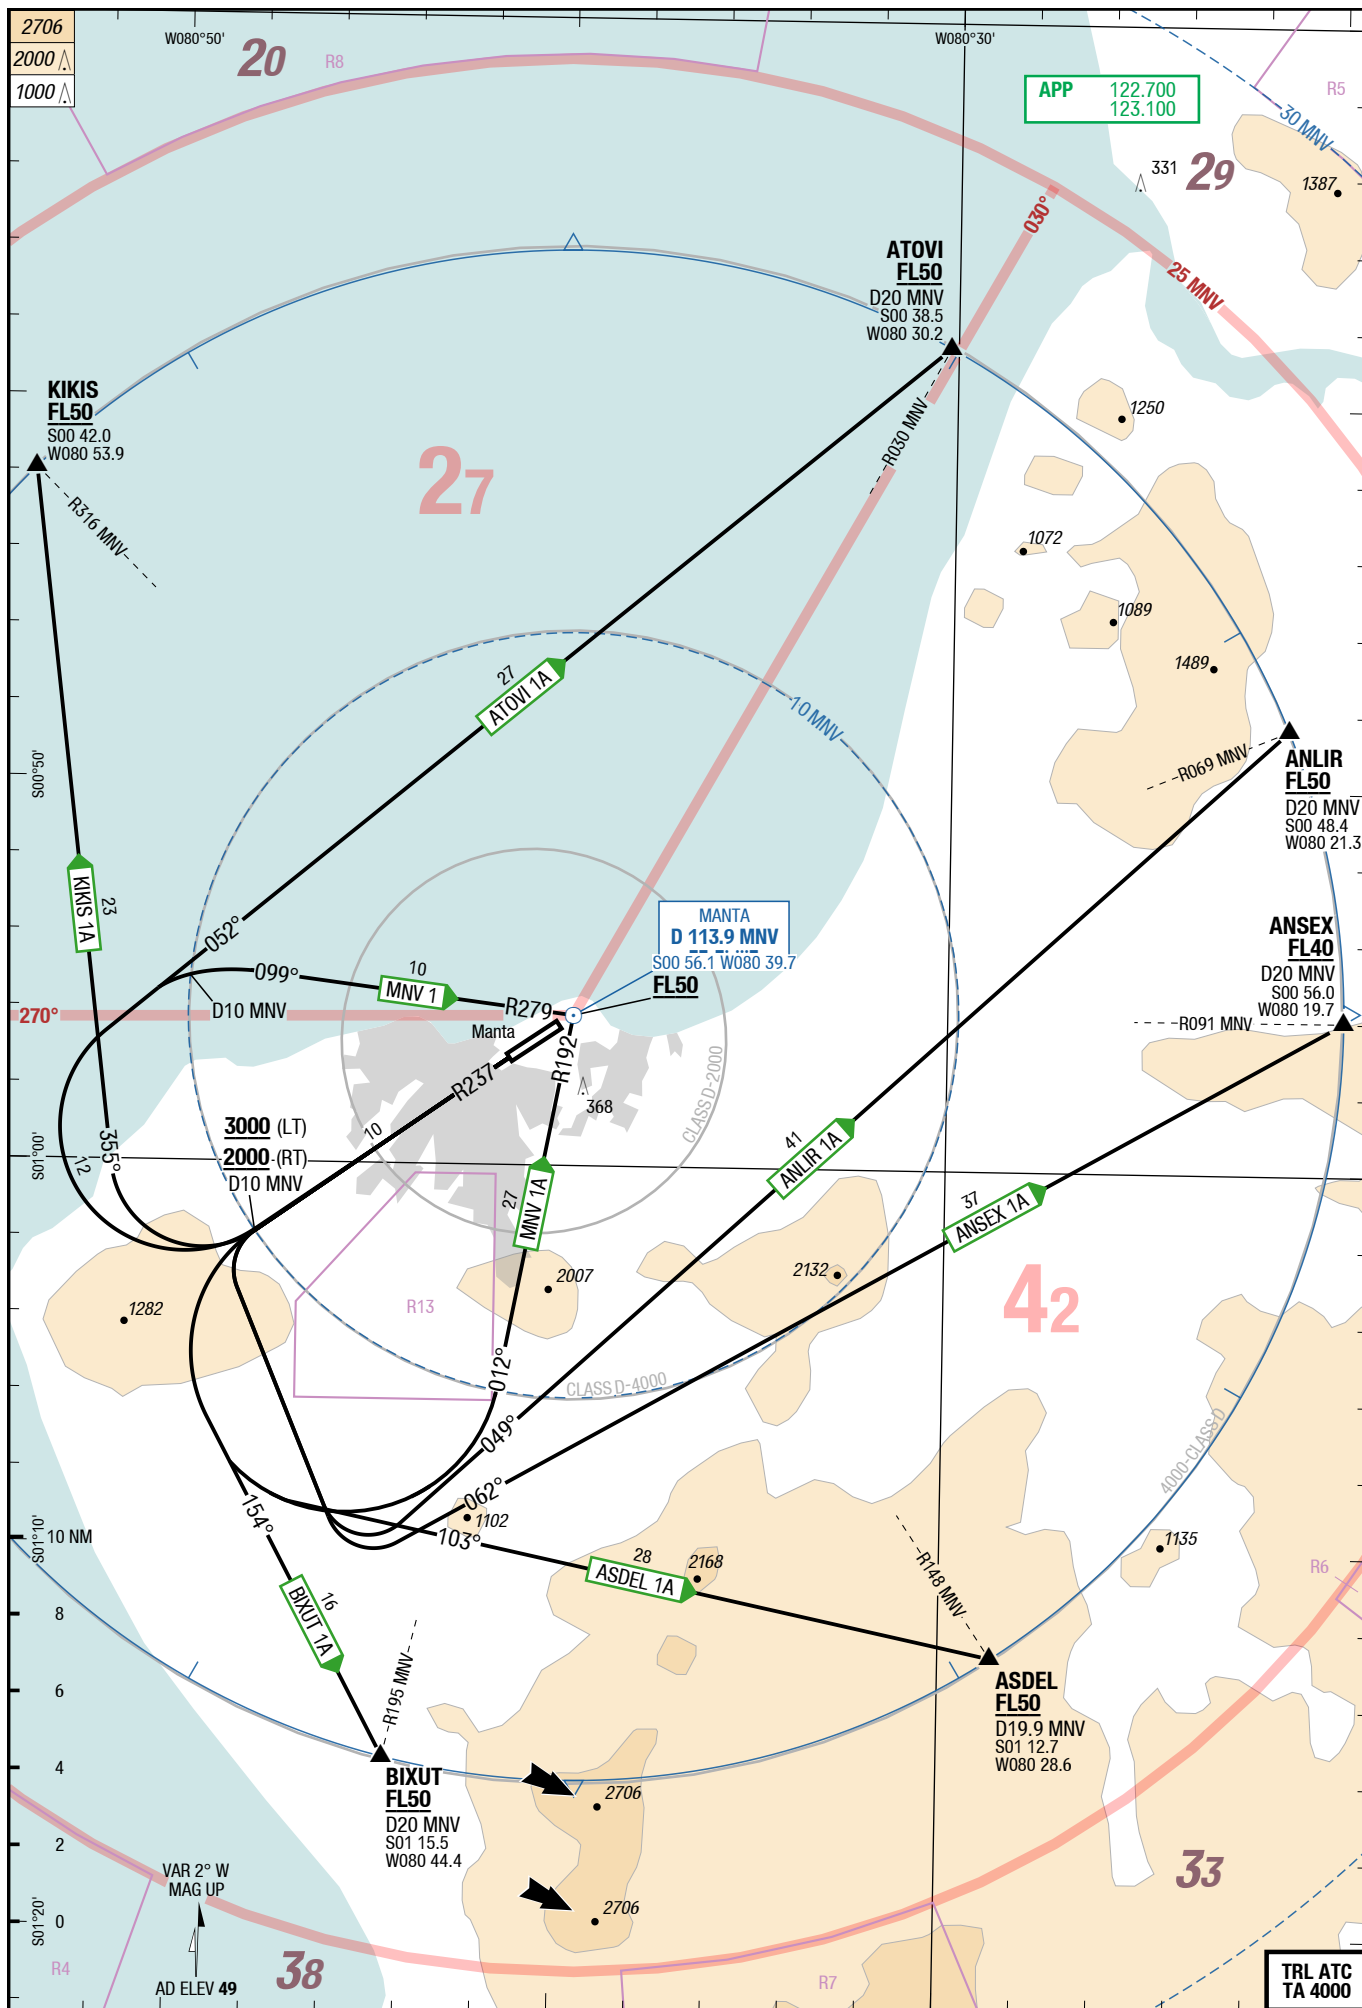 2706
2000
1000
W080°50'
20
R8
W080°30'
APP 122.700
123.100
R5
30 MNV
331
29
1387
030°
25 MNV
ATOVI
FL50
D20 MNV
S00 38.5
W080 30.2
KIKIS
FL50
S00 42.0
W080 53.9
R316 MNV
27
R030 MNV
1250
1072
1089
1489
27
ATOVI 1A
10 MNV
R069 MNV
ANLIR
FL50
D20 MNV
S00 48.4
W080 21.3
S00°50'
KIKIS 1A
23
052°
099°
10
MNV 1
D10 MNV
270°
R279
MANTA
D 113.9 MNV
S00 56.1 W080 39.7
FL50
Manta
R192
R237
368
CLASS D-2000
ANSEX
FL40
D20 MNV
S00 56.0
W080 19.7
R091 MNV
3000 (LT)
2000 (RT)
D10 MNV
10
12
355°
S01°00'
27
MNV 1A
41
ANLIR 1A
37
ANSEX 1A
2007
2132
1282
R13
42
012°
CLASS D-4000
049°
062°
4000-CLASS D
154°
1102
103°
28
ASDEL 1A
2168
1135
R148 MNV
R6
S01°10'
10 NM
8
6
4
2
0
16
BIXUT 1A
R195 MNV
ASDEL
FL50
D19.9 MNV
S01 12.7
W080 28.6
BIXUT
FL50
D20 MNV
S01 15.5
W080 44.4
2706
2706
33
VAR 2° W
MAG UP
S01°20'
R4
AD ELEV 49
38
R7
TRL ATC
TA 4000